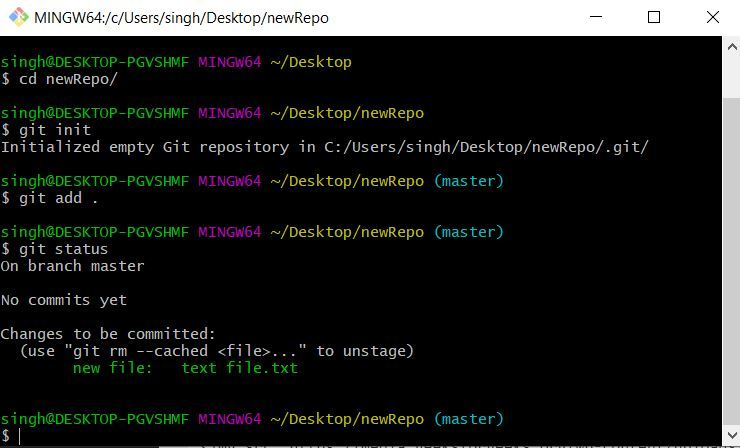 MINGW64:/c/Users/singh/Desktop/newRepo
singh@DESKTOP-PGVSHMF MINGW64 ~/Desktop
$ cd newRepo/
singh@DESKTOP-PGVSHMF MINGW64 ~/Desktop/newRepo
$ git init
Initialized empty Git repository in C:/Users/singh/Desktop/newRepo/.git/
singh@DESKTOP-PGVSHMF MINGW64 ~/Desktop/newRepo (master)
$ git add .
singh@DESKTOP-PGVSHMF MINGW64 ~/Desktop/newRepo (master)
$ git status
On branch master
No commits yet
Changes to be committed:
(use "git rm --cached <file>..." to unstage)
new file:   text file.txt
singh@DESKTOP-PGVSHMF MINGW64 ~/Desktop/newRepo (master)
$